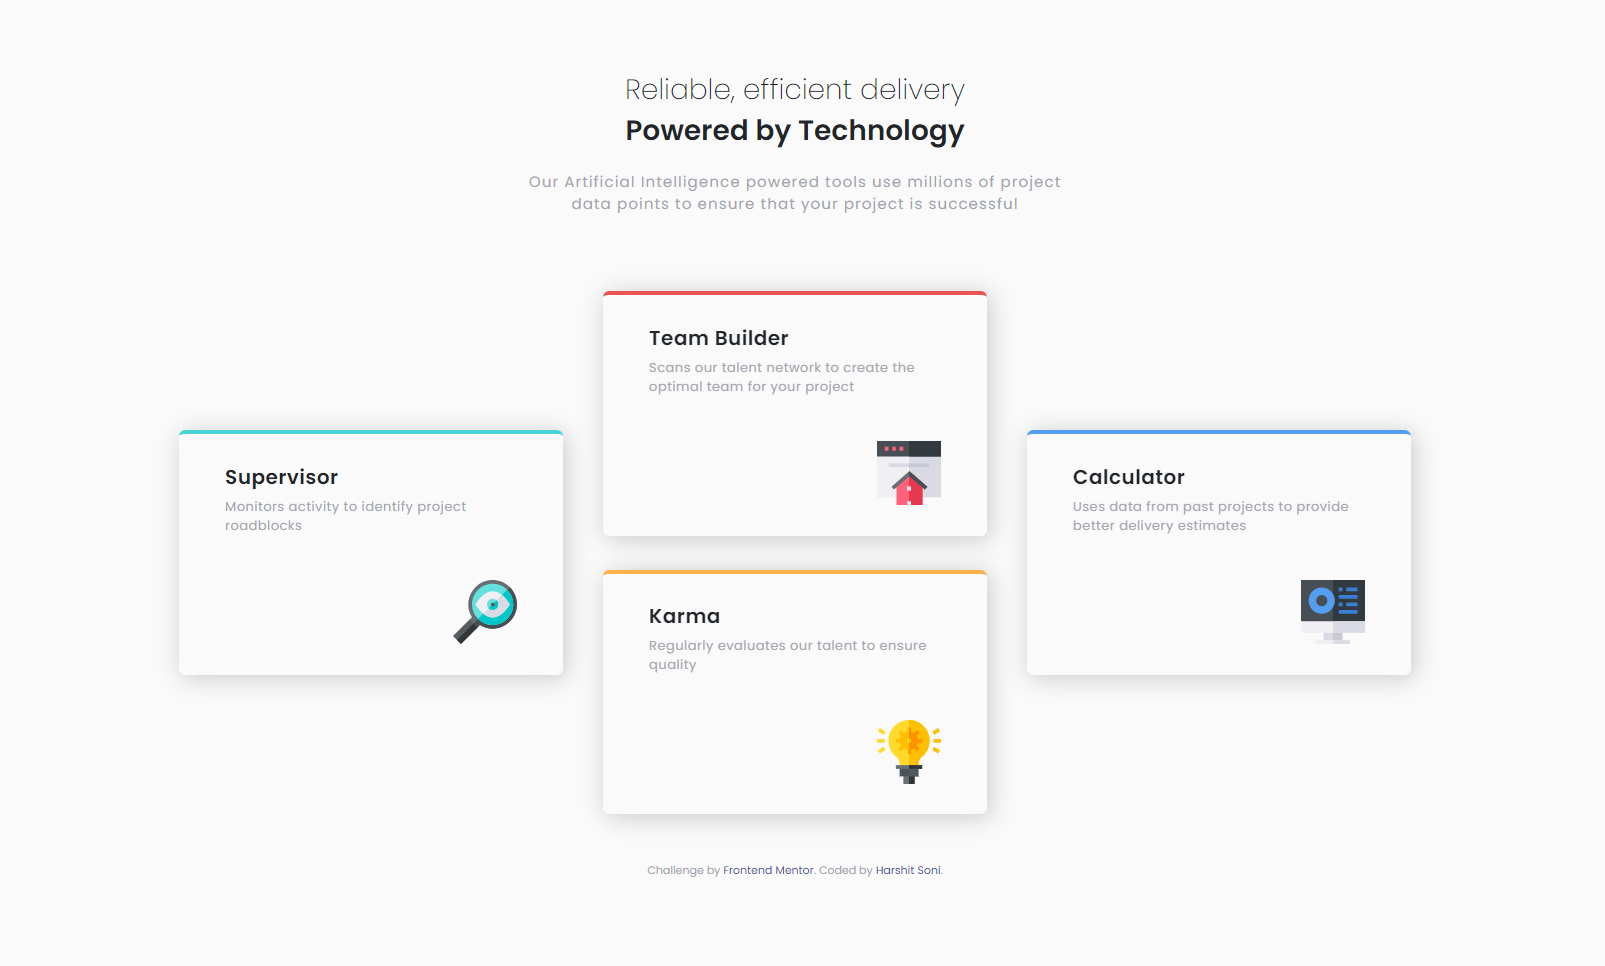 Reliable, efficient delivery
Powered by Technology
Our Artificial Intelligence powered tools use millions of project
data points to ensure that your project is successful
Supervisor
Monitors activity to identify project
roadblocks
Team Builder
Scans our talent network to create the
optimal team for your project
Karma
Regularly evaluates our talent to ensure
quality
Calculator
Uses data from past projects to provide
better delivery estimates
Challenge by Frontend Mentor. Coded by Harshit Soni.